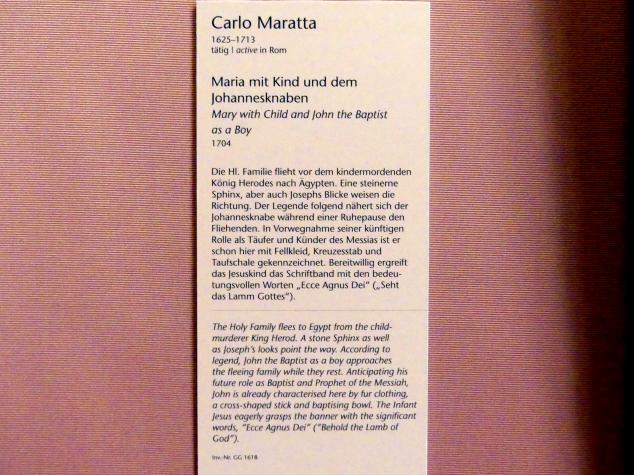 Carlo Maratta
1625–1713
tätig | active in Rom
Maria mit Kind und dem
Johannesknaben
Mary with Child and John the Baptist
as a Boy
1704
Die Hl. Familie flieht vor dem kindermordenden
König Herodes nach Ägypten. Eine steinerne
Sphinx, aber auch Josephs Blicke weisen die
Richtung. Der Legende folgend nähert sich der
Johannesknabe während einer Ruhepause den
Fliehenden. In Vorwegnahme seiner künftigen
Rolle als Täufer und Künder des Messias ist er
schon hier mit Fellkleid, Kreuzesstab und
Taufschale gekennzeichnet. Bereitwillig ergreift
das Jesuskind das Schriftband mit den bedeu-
tungsvollen Worten „Ecce Agnus Dei“ („Seht
das Lamm Gottes“).
The Holy Family flees to Egypt from the child-
murderer King Herod. A stone Sphinx as well
as Joseph's looks point the way. According to
legend, John the Baptist as a boy approaches
the fleeing family while they rest. Anticipating his
future role as Baptist and Prophet of the Messiah,
John is already characterised here by fur clothing,
a cross-shaped stick and baptising bowl. The Infant
Jesus eagerly grasps the banner with the significant
words, “Ecce Agnus Dei” (“Behold the Lamb of
God”).
Inv.-Nr. GG 1618